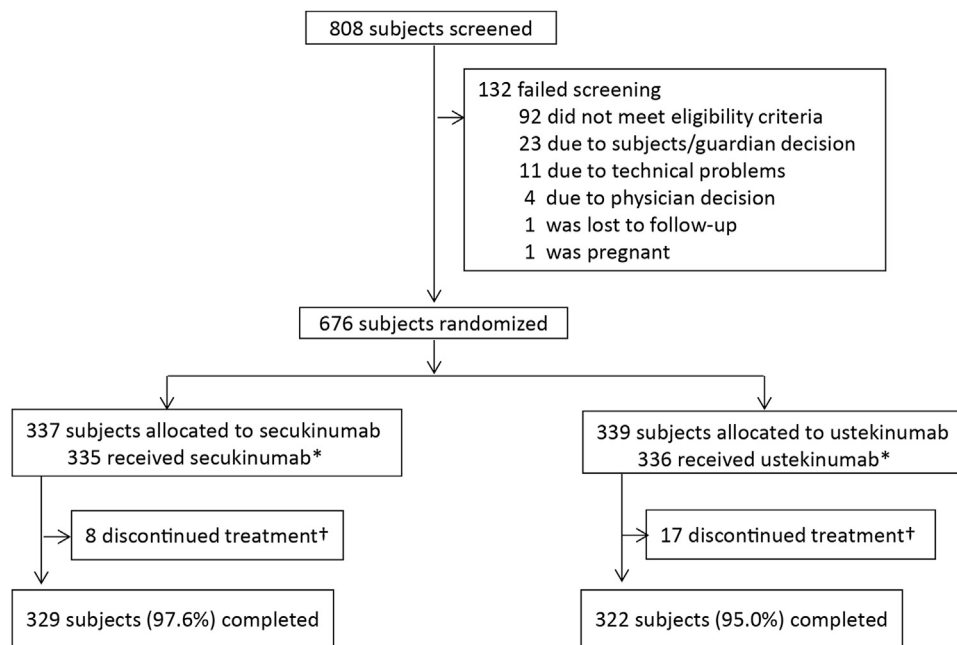 808 subjects screened
132 failed screening
92 did not meet eligibility criteria
23 due to subjects/guardian decision
11 due to technical problems
4 due to physician decision
1 was lost to follow-up
1 was pregnant
676 subjects randomized
337 subjects allocated to secukinumab
335 received secukinumab*
339 subjects allocated to ustekinumab
336 received ustekinumab*
8 discontinued treatment†
17 discontinued treatment†
329 subjects (97.6%) completed
322 subjects (95.0%) completed